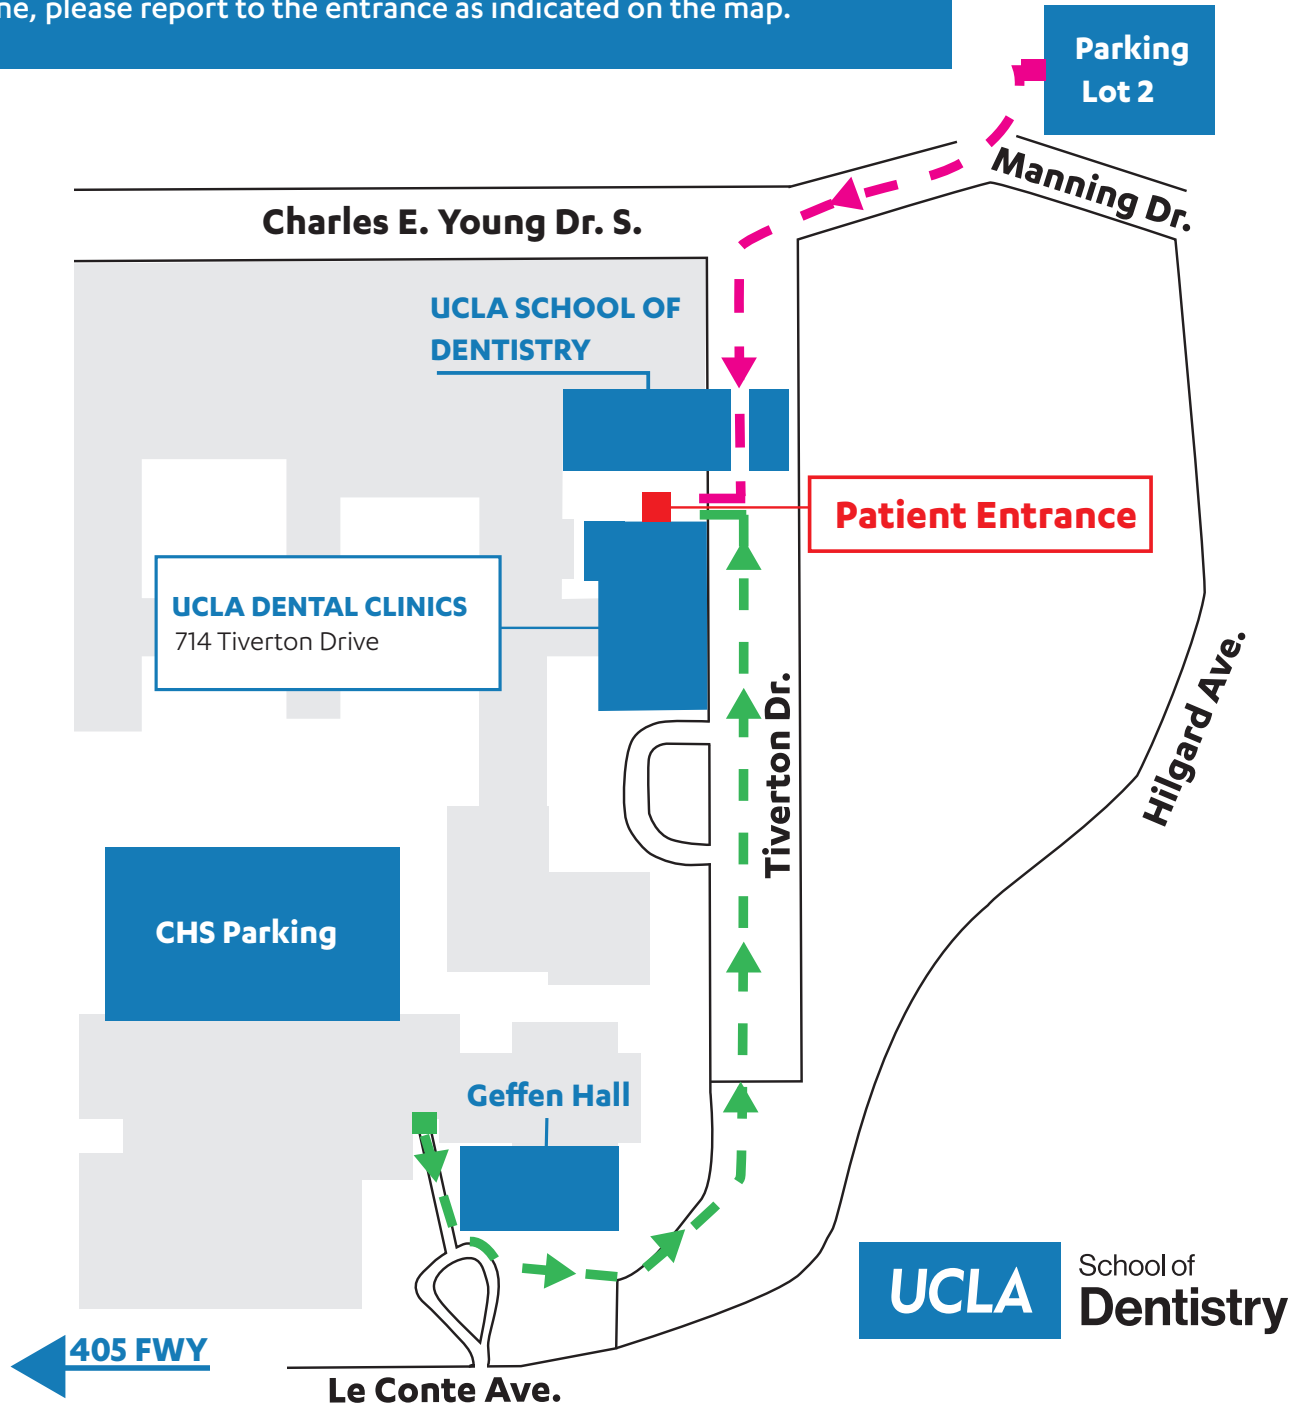 ne, please report to the entrance as indicated on the map.
Parking
Lot 2
Manning Dr.
Charles E. Young Dr. S.
UCLA SCHOOL OF
DENTISTRY
Patient Entrance
UCLA DENTAL CLINICS
714 Tiverton Drive
Tiverton Dr.
Hilgard Ave.
CHS Parking
Geffen Hall
UCLA
School of
Dentistry
405 FWY
Le Conte Ave.